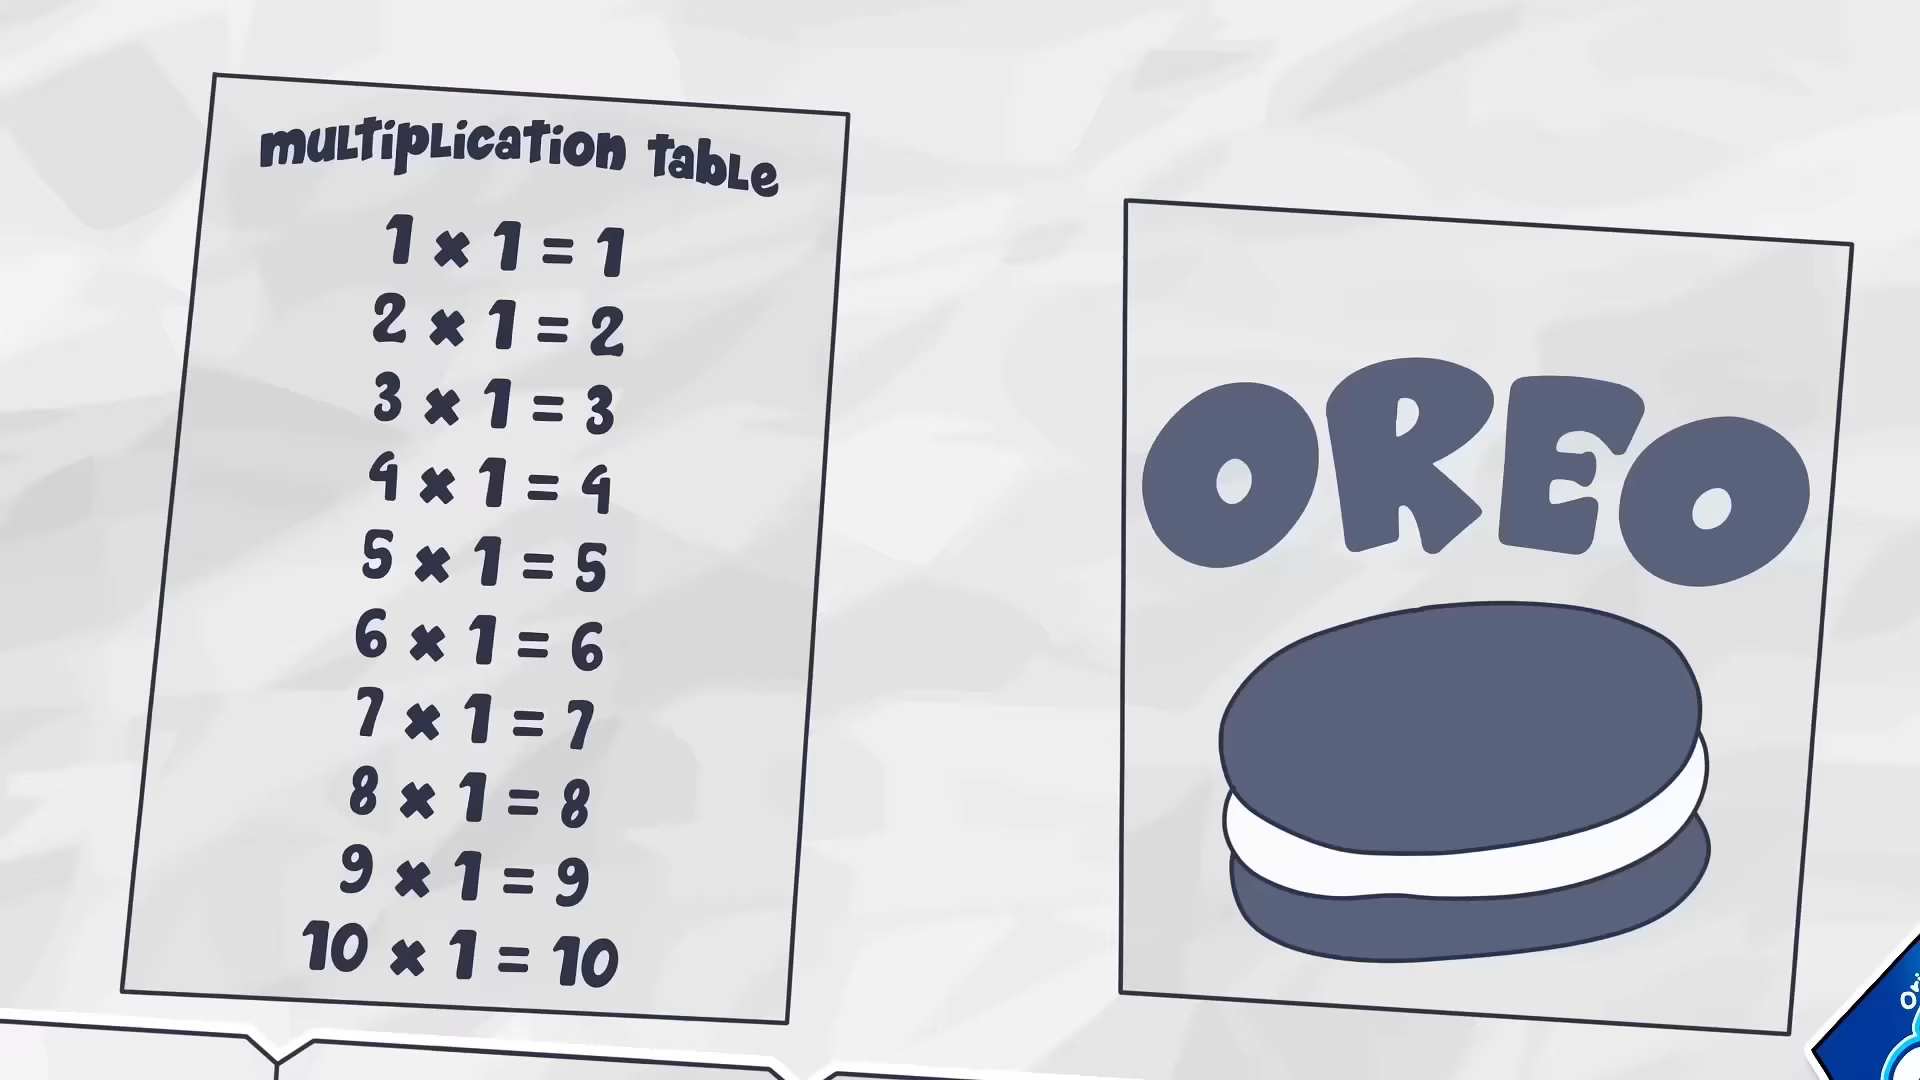 multiplication table
1 × 1 = 1
2 × 1 = 2
3 × 1 = 3
4 × 1 = 4
5 × 1 = 5
6 × 1 = 6
7 × 1 = 7
8 × 1 = 8
9 × 1 = 9
10 × 1 = 10
OREO